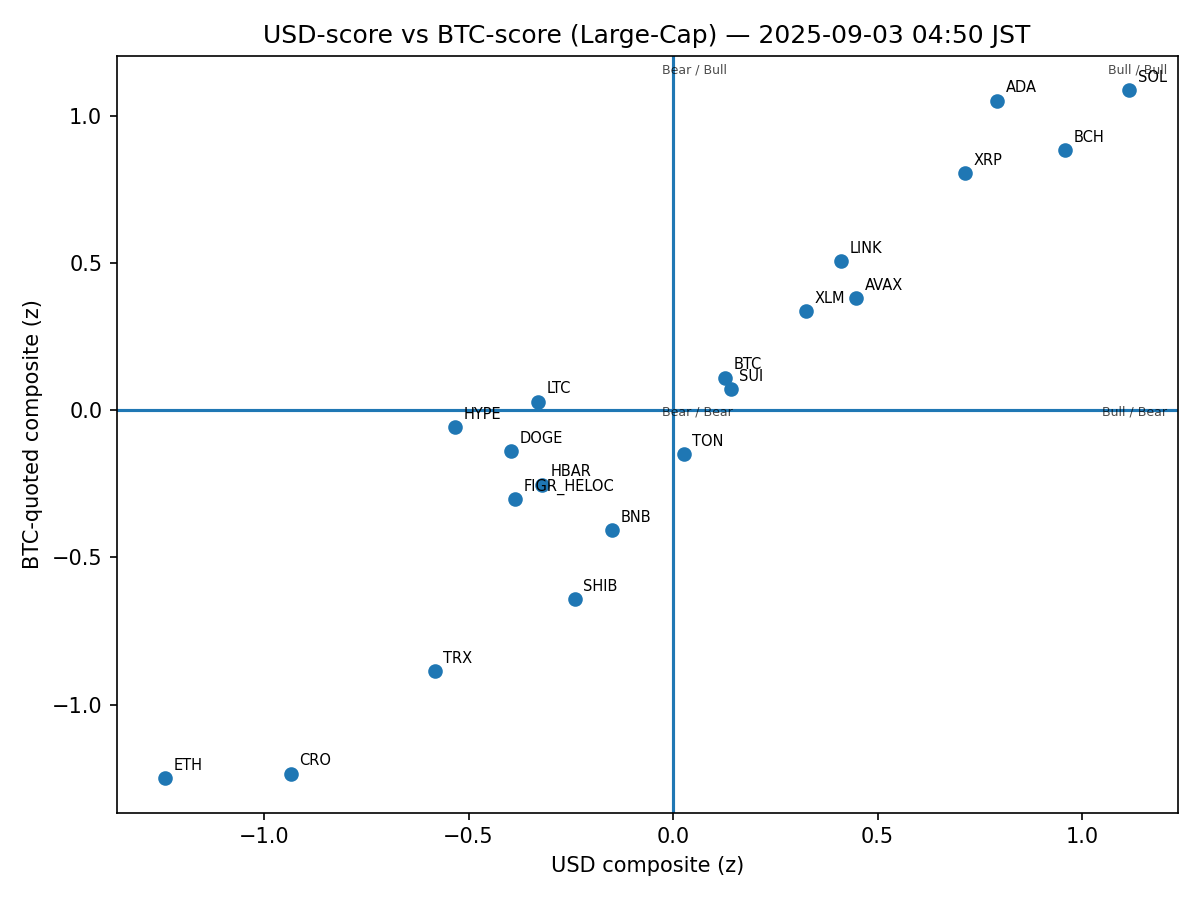 USD-score vs BTC-score (Large-Cap) — 2025-09-03 04:50 JST
Bear / Bull
Bull / Bull
SOL
ADA
BCH
XRP
LINK
AVAX
XLM
BTC
SUI
LTC
HYPE
Bear / Bear
Bull / Bear
DOGE
TON
HBAR
FIGR_HELOC
BNB
SHIB
TRX
CRO
ETH
1.0
0.5
0.0
−0.5
−1.0
BTC-quoted composite (z)
−1.0
−0.5
0.0
0.5
1.0
USD composite (z)